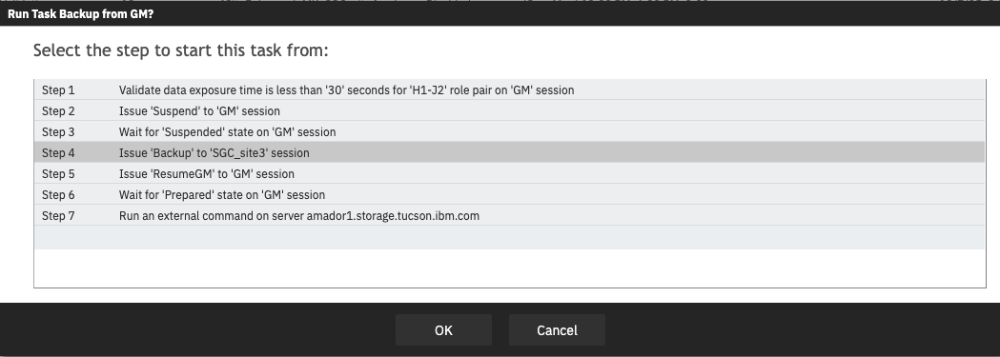 Run Task Backup from GM?
Select the step to start this task from:
Step 1 Validate data exposure time is less than '30' seconds for 'H1-J2' role pair on 'GM' session
Step 2 Issue 'Suspend' to 'GM' session
Step 3 Wait for 'Suspended' state on 'GM' session
Step 4 Issue 'Backup' to 'SGC_site3' session
Step 5 Issue 'ResumeGM' to 'GM' session
Step 6 Wait for 'Prepared' state on 'GM' session
Step 7 Run an external command on server amador1.storage.tucson.ibm.com
OK Cancel